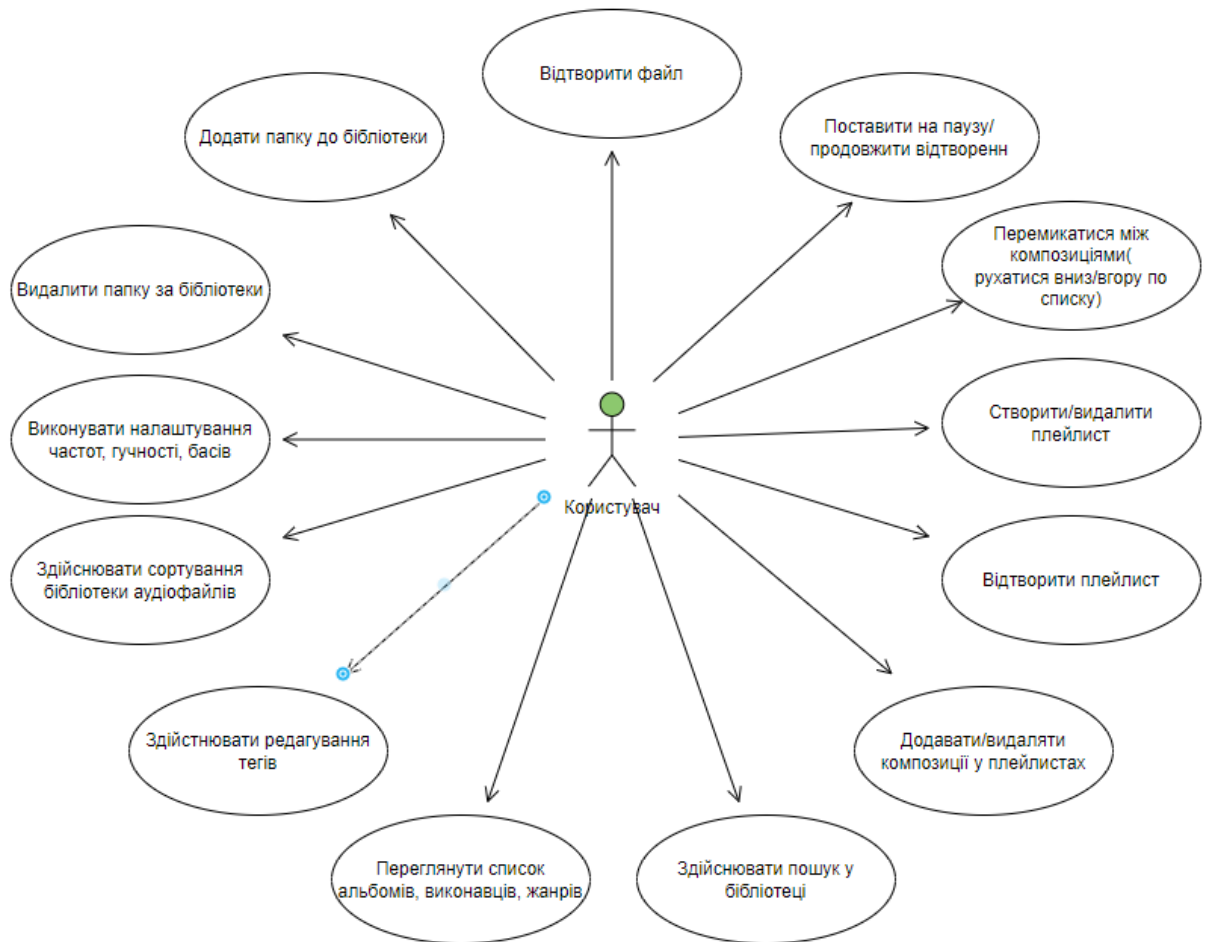 Відтворити файл
Додати папку до бібліотеки
Поставити на паузу/
продовжити відтворенн
Перемикатися між
композиціями(
рухатися вниз/вгору по
списку)
Видалити папку за бібліотеки
Створити/видалити
плейлист
Виконувати налаштування
частот, гучності, басів
Користувач
Відтворити плейлист
Здійснювати сортування
бібліотеки аудіофайлів
Здійстнювати редагування
тегів
Додавати/видаляти
композиції у плейлистах
Переглянути список
альбомів, виконавців, жанрів
Здійснювати пошук у
бібліотеці